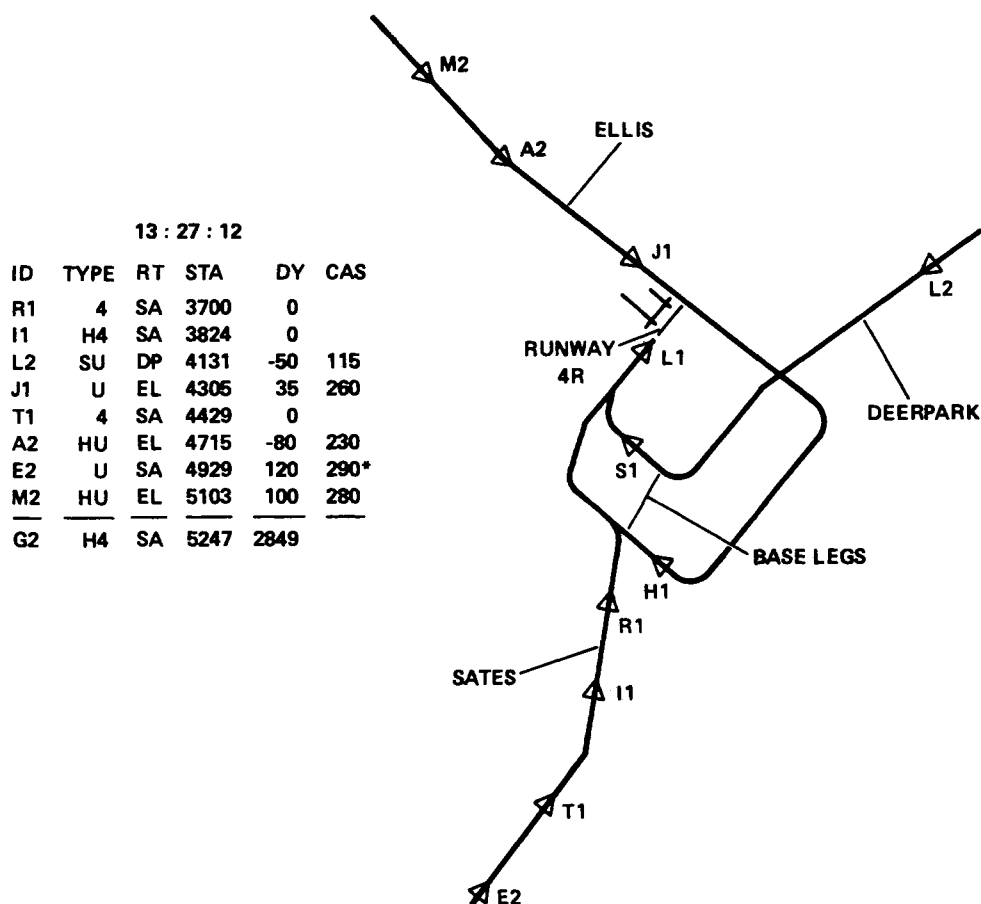 13 : 27 : 12
ID TYPE RT STA DY CAS
R1 4 SA 3700 0
I1 H4 SA 3824 0
L2 SU DP 4131 -50 115
J1 U EL 4305 35 260
T1 4 SA 4429 0
A2 HU EL 4715 -80 230
E2 U SA 4929 120 290*
M2 HU EL 5103 100 280
G2 H4 SA 5247 2849
M2
ELLIS
A2
J1
L2
RUNWAY
4R
L1
DEERPARK
S1
BASE LEGS
H1
R1
SATES
I1
T1
E2